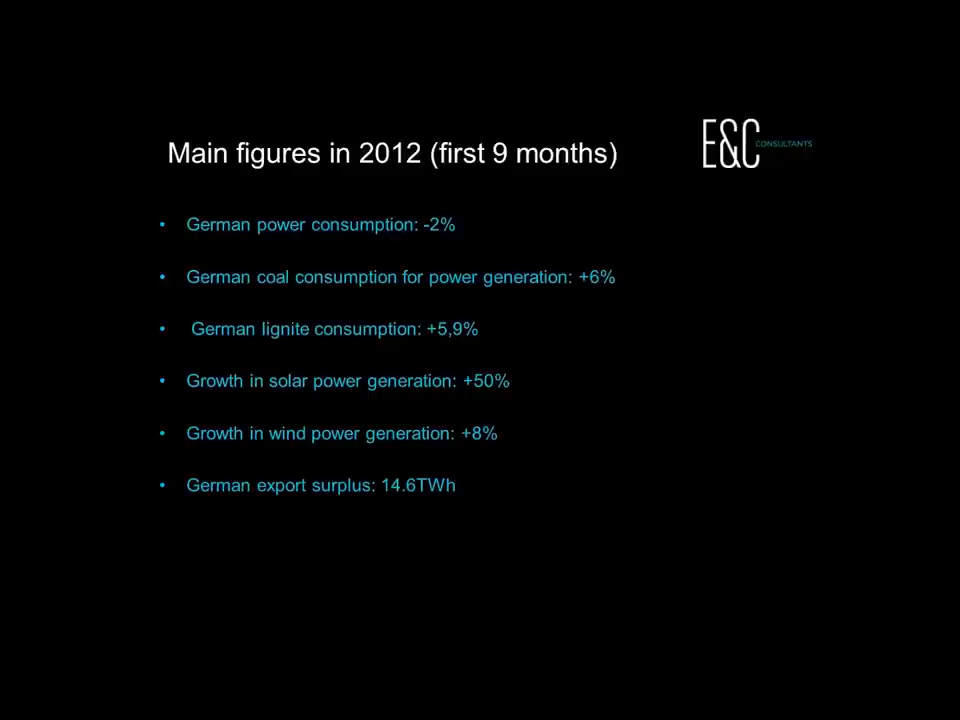 Main figures in 2012 (first 9 months)
E&C CONSULTANTS
• German power consumption: -2%
• German coal consumption for power generation: +6%
• German lignite consumption: +5,9%
• Growth in solar power generation: +50%
• Growth in wind power generation: +8%
• German export surplus: 14.6TWh